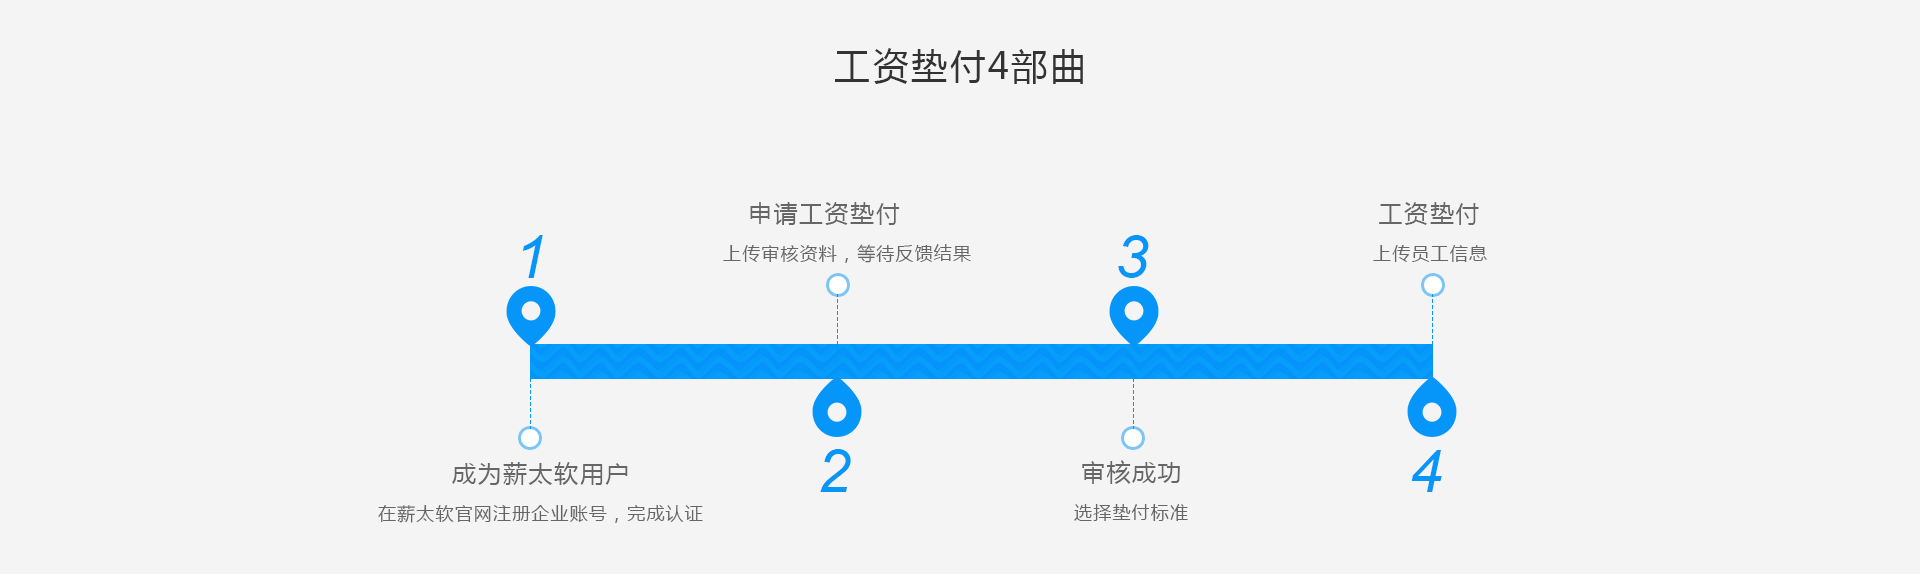 工资垫付4部曲
1
成为薪太软用户
在薪太软官网注册企业账号，完成认证
申请工资垫付
上传审核资料，等待反馈结果
2
3
审核成功
选择垫付标准
工资垫付
上传员工信息
4